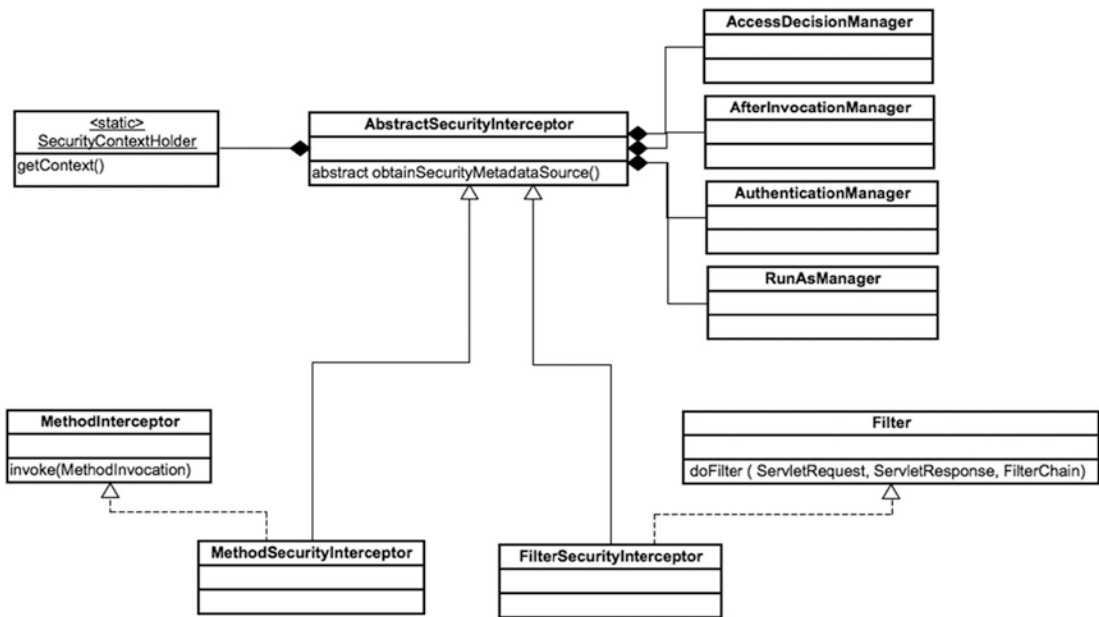 AccessDecisionManager
<static>
SecurityContextHolder
getContext()
AbstractSecurityInterceptor
abstract obtainSecurityMetadataSource()
AfterInvocationManager
AuthenticationManager
RunAsManager
MethodInterceptor
invoke(MethodInvocation)
Filter
doFilter ( ServletRequest, ServletResponse, FilterChain)
MethodSecurityInterceptor
FilterSecurityInterceptor